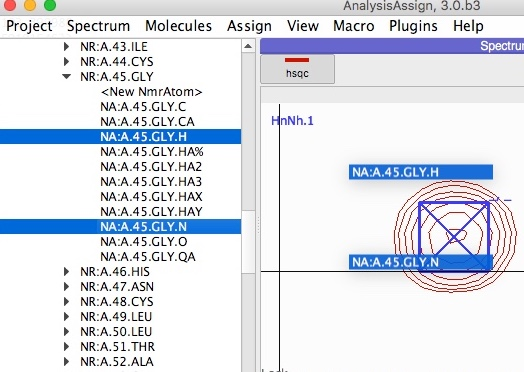 AnalysisAssign, 3.0.b3
Project Spectrum Molecules Assign View Macro Plugins Help
NR:A.43.ILE
NR:A.44.CYS
NR:A.45.GLY
<New NmrAtom>
NA:A.45.GLY.C
NA:A.45.GLY.CA
NA:A.45.GLY.H
NA:A.45.GLY.HA%
NA:A.45.GLY.HA2
NA:A.45.GLY.HA3
NA:A.45.GLY.HAX
NA:A.45.GLY.HAY
NA:A.45.GLY.N
NA:A.45.GLY.O
NA:A.45.GLY.QA
NR:A.46.HIS
NR:A.47.ASN
NR:A.48.CYS
NR:A.49.LEU
NR:A.50.LEU
NR:A.51.THR
NR:A.52.ALA
Spectru
hsqc
HnNh.1
NA:A.45.GLY.H
NA:A.45.GLY.N